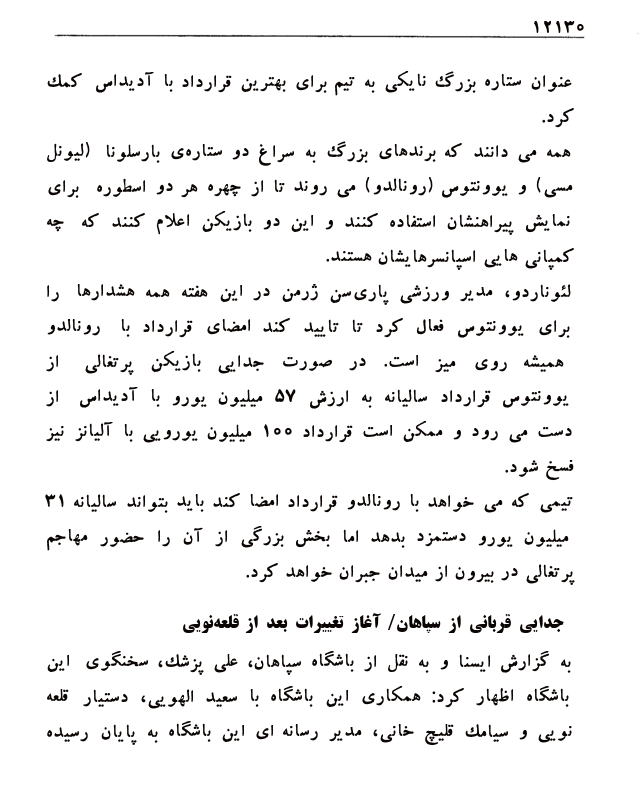 ۱۲۱۳۰
عنوان ستاره بزرگ نایکی به تیم برای بهترین قرارداد با آدیداس کمك
کرد.
همه می دانند که برندهای بزرگ به سراغ دو ستاره‌ی بارسلونا (لیونل
مسی) و یوونتوس (رونالدو) می روند تا از چهره هر دو اسطوره برای
نمایش پیراهنشان استفاده کنند و این دو بازیکن اعلام کنند که چه
کمپانی هایی اسپانسرهایشان هستند.
لئوناردو، مدیر ورزشی پاری‌سن ژرمن در این هفته همه هشدارها را
برای یوونتوس فعال کرد تا تایید کند امضای قرارداد با رونالدو
همیشه روی میز است. در صورت جدایی بازیکن پرتغالی از
یوونتوس قرارداد سالیانه به ارزش ۵۷ میلیون یورو با آدیداس از
دست می رود و ممکن است قرارداد ۱۰۰ میلیون یورویی با آلیانز نیز
فسخ شود.
تیمی که می خواهد با رونالدو قرارداد امضا کند باید بتواند سالیانه ۳۱
میلیون یورو دستمزد بدهد اما بخش بزرگی از آن را حضور مهاجم
پرتغالی در بیرون از میدان جبران خواهد کرد.
جدایی قربانی از سپاهان/ آغاز تغییرات بعد از قلعه‌نویی
به گزارش ایسنا و به نقل از باشگاه سپاهان، علی پزشك، سخنگوی این
باشگاه اظهار کرد: همکاری این باشگاه با سعید الهویی، دستیار قلعه
نویی و سیامك قلیچ خانی، مدیر رسانه ای این باشگاه به پایان رسیده